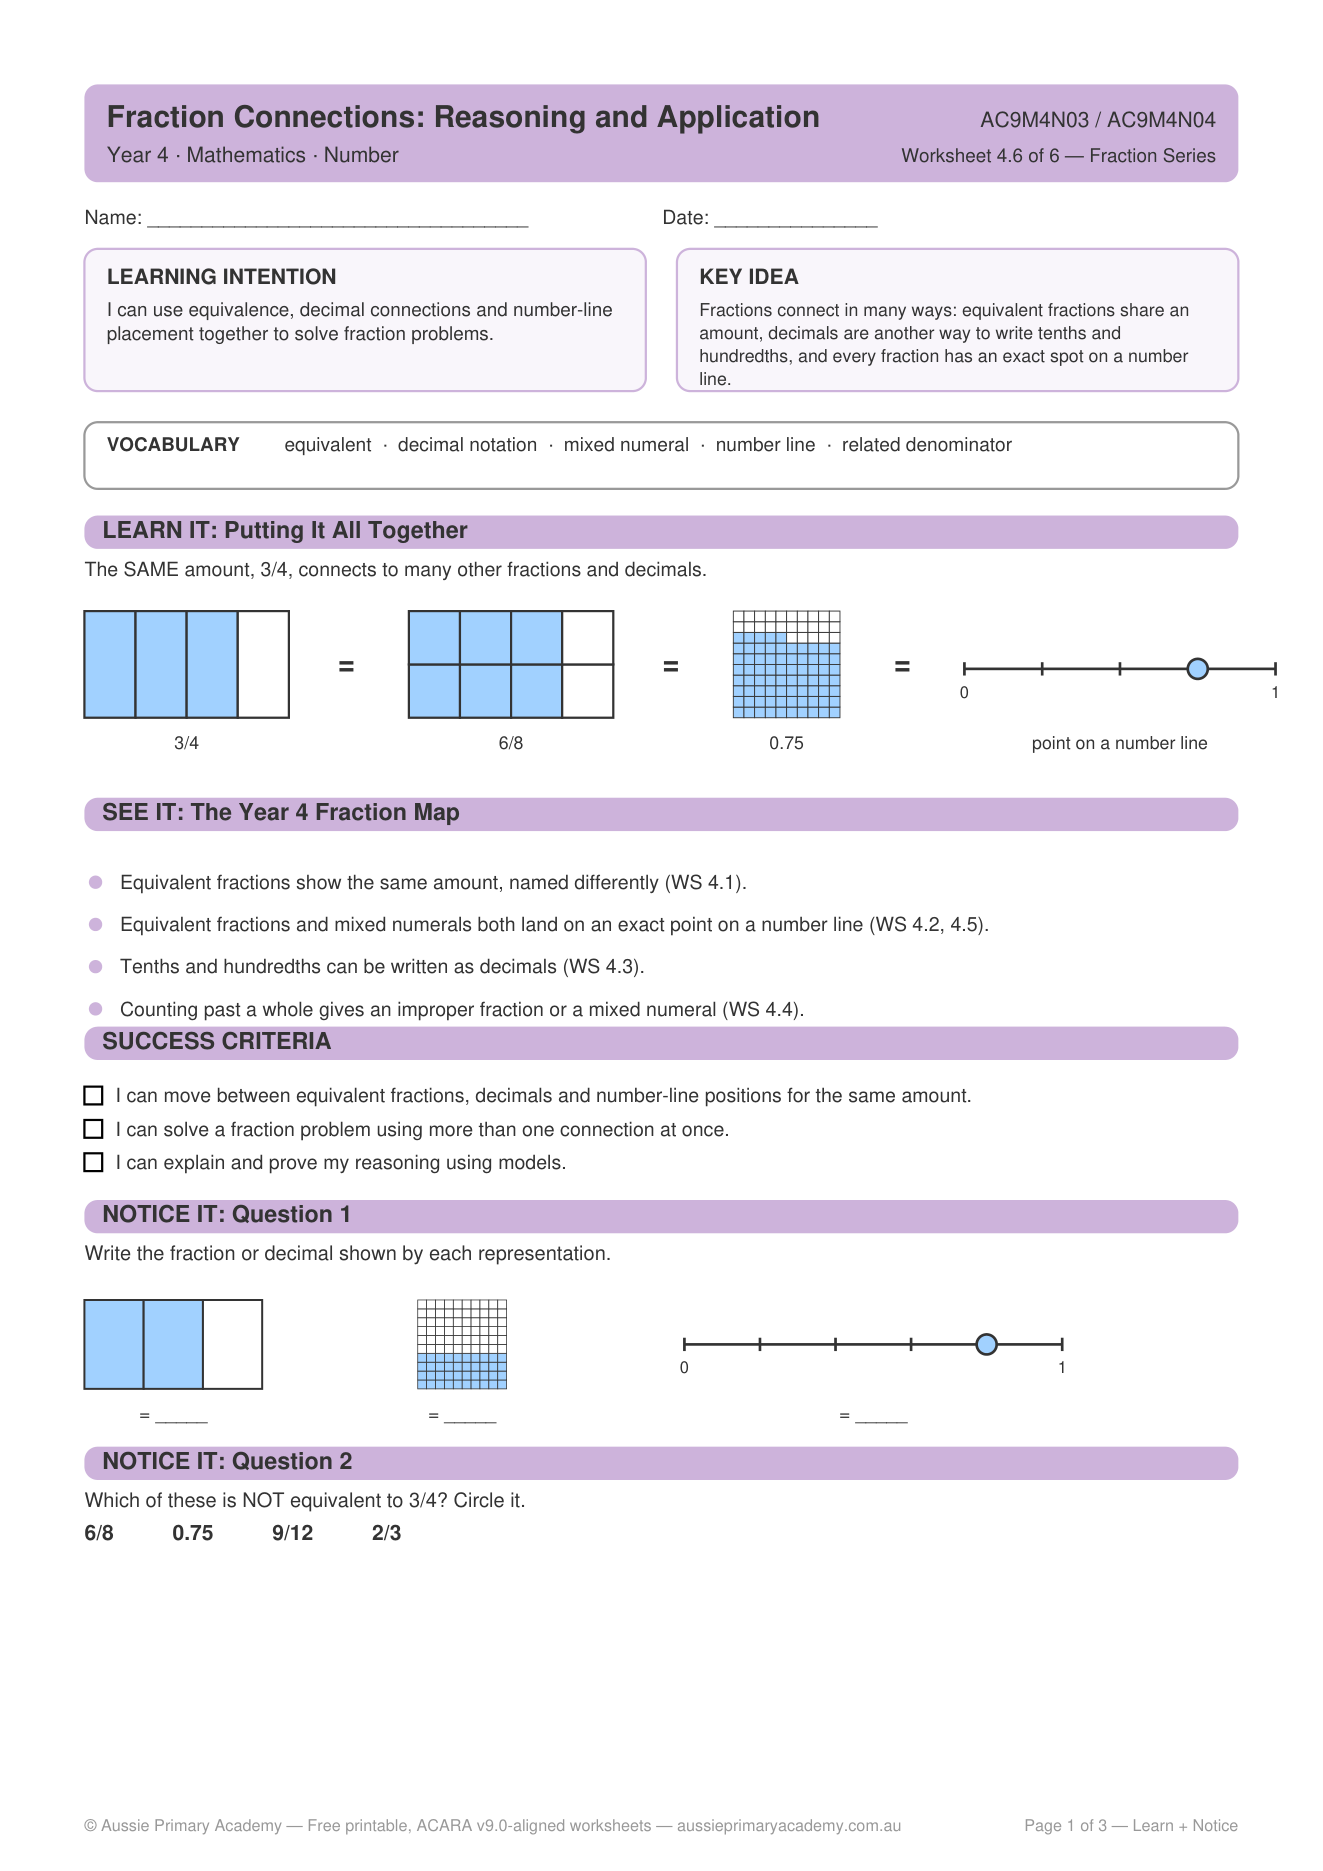 Fraction Connections: Reasoning and Application
AC9M4N03 / AC9M4N04
Year 4 · Mathematics · Number
Worksheet 4.6 of 6 — Fraction Series
Name: ___________________________________
Date: _______________
LEARNING INTENTION
I can use equivalence, decimal connections and number-line
placement together to solve fraction problems.
KEY IDEA
Fractions connect in many ways: equivalent fractions share an
amount, decimals are another way to write tenths and
hundredths, and every fraction has an exact spot on a number
line.
VOCABULARY equivalent · decimal notation · mixed numeral · number line · related denominator
LEARN IT: Putting It All Together
The SAME amount, 3/4, connects to many other fractions and decimals.
= = =
0 1
3/4 6/8 0.75 point on a number line
SEE IT: The Year 4 Fraction Map
Equivalent fractions show the same amount, named differently (WS 4.1).
Equivalent fractions and mixed numerals both land on an exact point on a number line (WS 4.2, 4.5).
Tenths and hundredths can be written as decimals (WS 4.3).
Counting past a whole gives an improper fraction or a mixed numeral (WS 4.4).
SUCCESS CRITERIA
I can move between equivalent fractions, decimals and number-line positions for the same amount.
I can solve a fraction problem using more than one connection at once.
I can explain and prove my reasoning using models.
NOTICE IT: Question 1
Write the fraction or decimal shown by each representation.
0 1
= _____ = _____ = _____
NOTICE IT: Question 2
Which of these is NOT equivalent to 3/4? Circle it.
6/8 0.75 9/12 2/3
© Aussie Primary Academy — Free printable, ACARA v9.0-aligned worksheets — aussieprimaryacademy.com.au
Page 1 of 3 — Learn + Notice